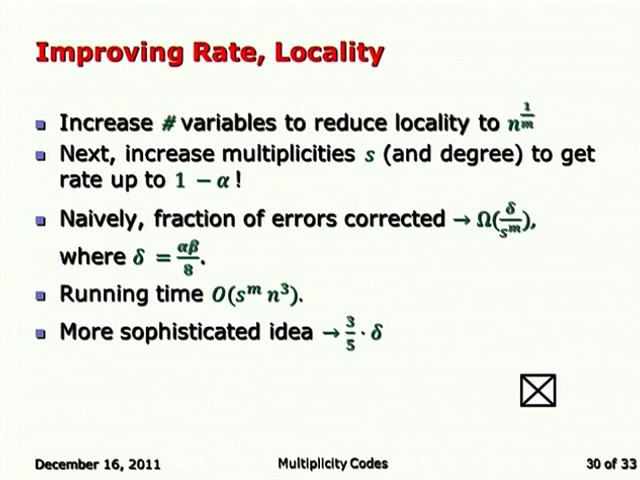 Improving Rate, Locality
Increase # variables to reduce locality to n^{1/m}
Next, increase multiplicities s (and degree) to get
rate up to 1 − α !
Naively, fraction of errors corrected → Ω(δ/s^m),
where δ = αβ/8.
Running time O(s^m n^3).
More sophisticated idea → 3/5 · δ
December 16, 2011
Multiplicity Codes
30 of 33